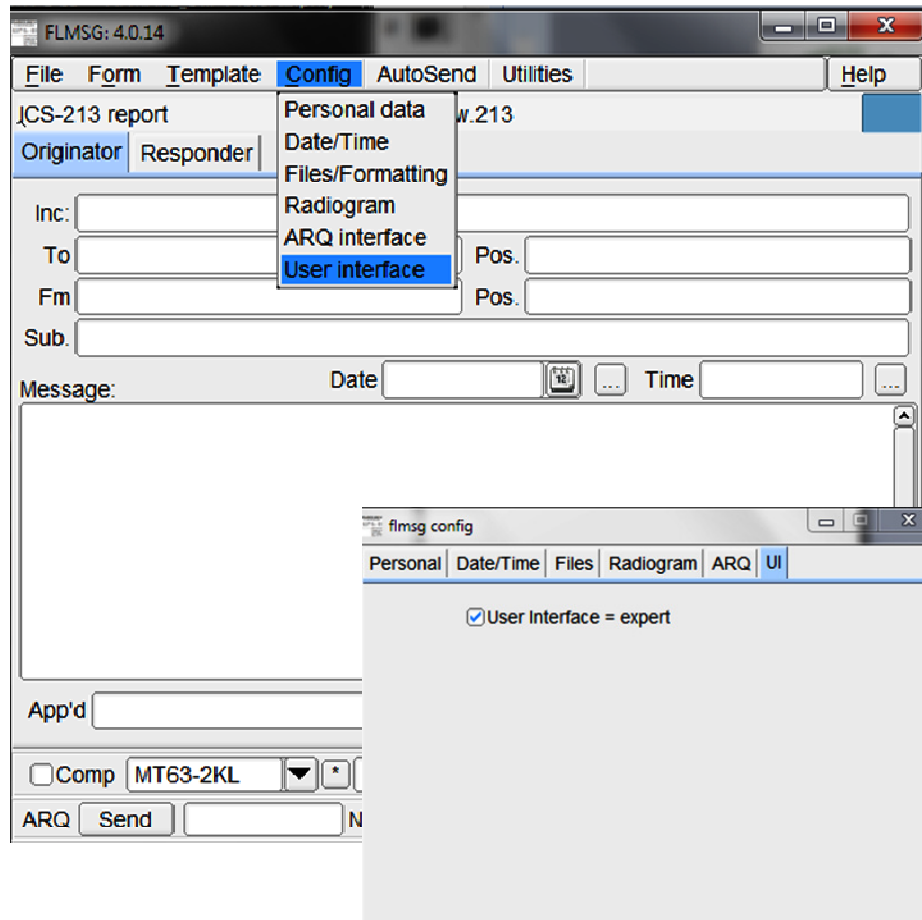 FLMSG: 4.0.14
File Form Template Config AutoSend Utilities Help
ICS-213 report w.213
Personal data
Date/Time
Files/Formatting
Radiogram
ARQ interface
User interface
Originator Responder
Inc:
To Pos.
Fm Pos.
Sub.
Message: Date 12 ... Time ...
flmsg config
Personal Date/Time Files Radiogram ARQ UI
User Interface = expert
App'd
Comp MT63-2KL *
ARQ Send N